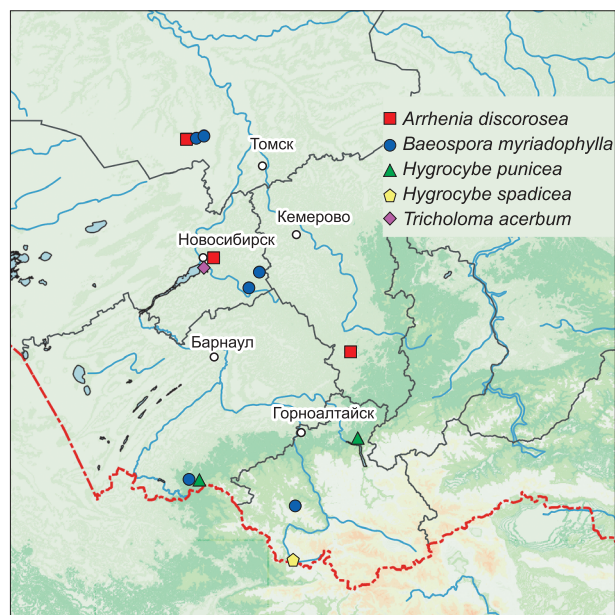 Arrhenia discorosea
Baeospora myriadophylla
Hygrocybe punicea
Hygrocybe spadicea
Tricholoma acerbum
Томск
Кемерово
Новосибирск
Барнаул
Горноалтайск